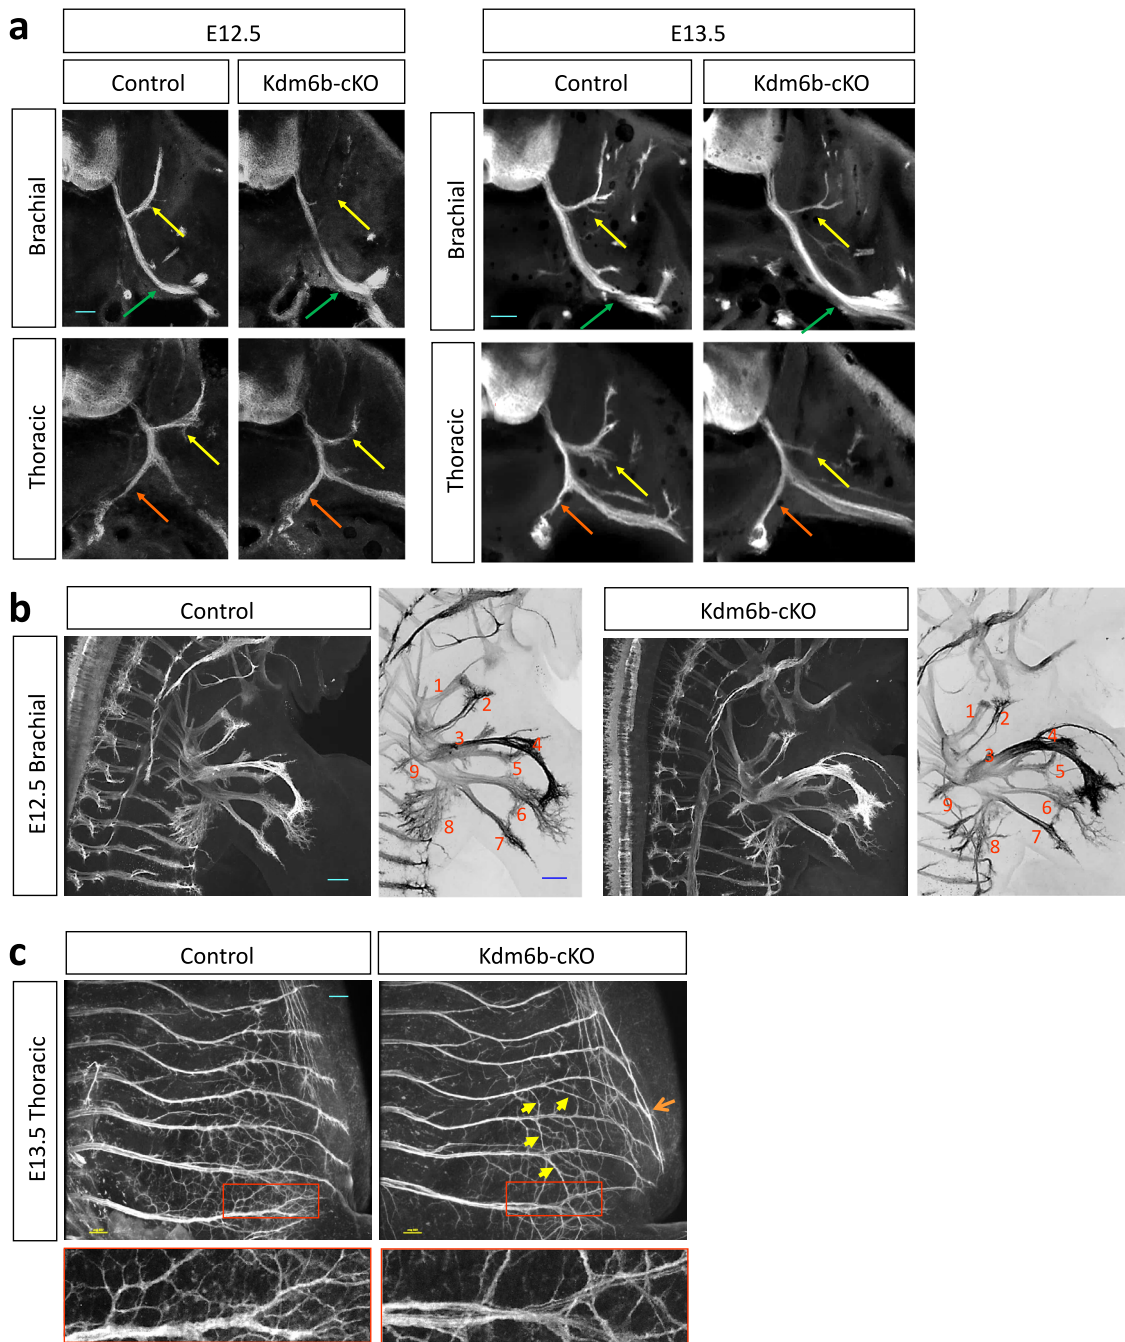 a
E12.5
E13.5
Control
Kdm6b-cKO
Control
Kdm6b-cKO
Brachial
Brachial
Thoracic
Thoracic
b
Control
Kdm6b-cKO
E12.5 Brachial
1
2
3
4
5
9
6
8
7
1
2
4
3
5
9
6
7
8
c
Control
Kdm6b-cKO
E13.5 Thoracic